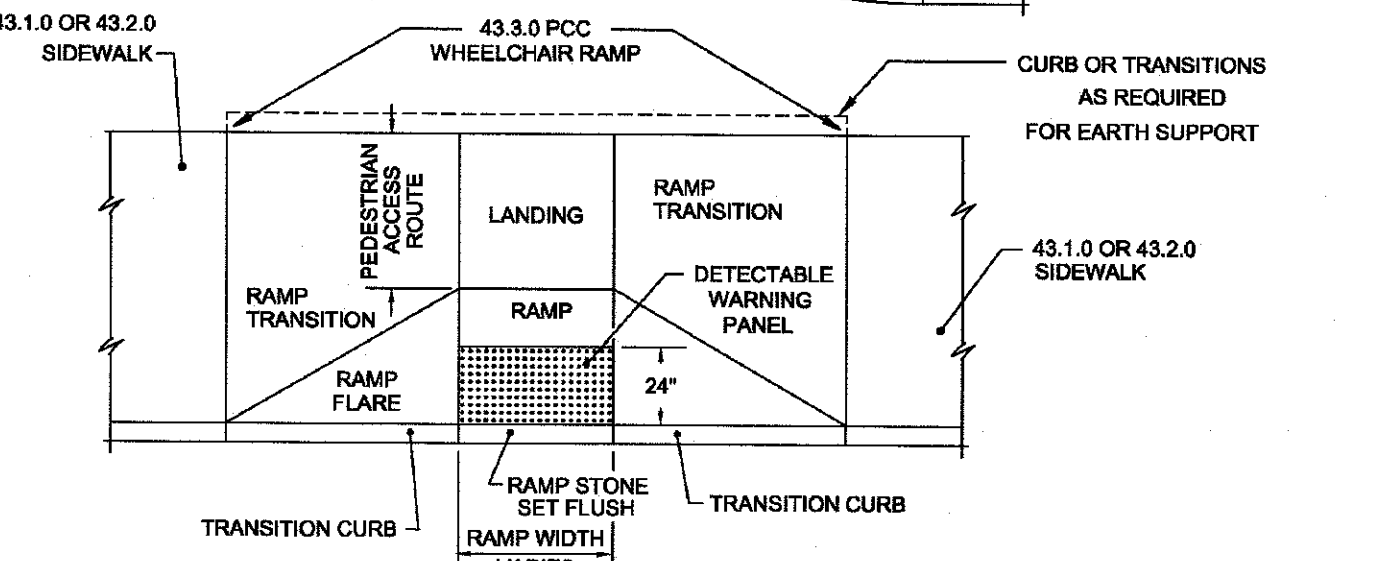 43.1.0 OR 43.2.0
SIDEWALK
43.3.0 PCC
WHEELCHAIR RAMP
CURB OR TRANSITIONS
AS REQUIRED
FOR EARTH SUPPORT
PEDESTRIAN
ACCESS
ROUTE
LANDING
RAMP
TRANSITION
43.1.0 OR 43.2.0
SIDEWALK
DETECTABLE
WARNING
PANEL
RAMP
TRANSITION
RAMP
RAMP
FLARE
24"
RAMP STONE
SET FLUSH
TRANSITION CURB
TRANSITION CURB
RAMP WIDTH